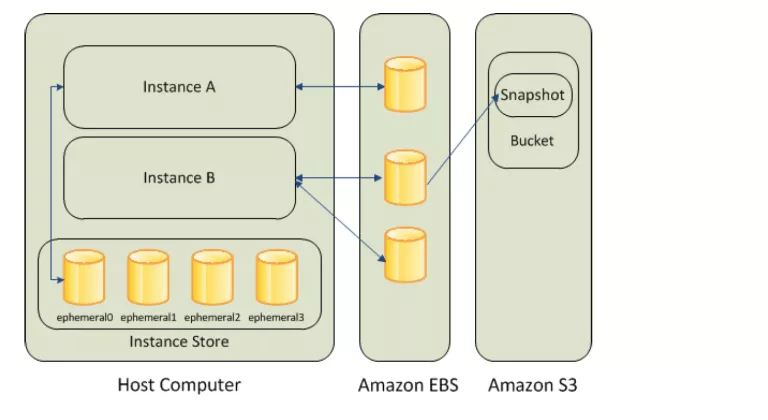 Instance A
Snapshot
Bucket
Instance B
ephemeral0 ephemeral1 ephemeral2 ephemeral3
Instance Store
Host Computer Amazon EBS Amazon S3